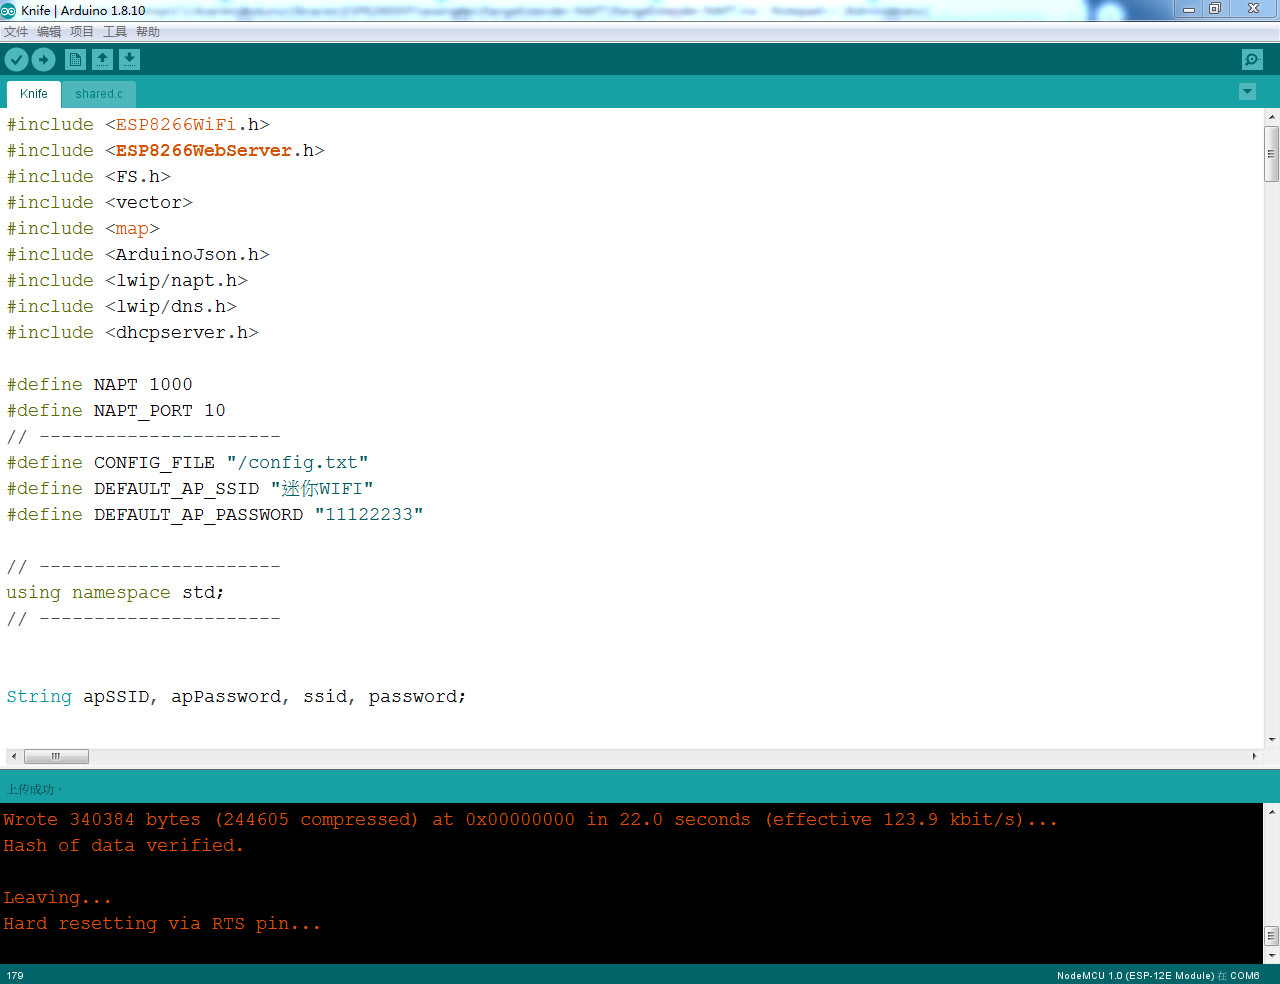 Knife | Arduino 1.8.10
文件 编辑 项目 工具 帮助
Knife shared.c
#include <ESP8266WiFi.h>
#include <ESP8266WebServer.h>
#include <FS.h>
#include <vector>
#include <map>
#include <ArduinoJson.h>
#include <lwip/napt.h>
#include <lwip/dns.h>
#include <dhcpserver.h>
#define NAPT 1000
#define NAPT_PORT 10
// ----------------------
#define CONFIG_FILE "/config.txt"
#define DEFAULT_AP_SSID "迷你WIFI"
#define DEFAULT_AP_PASSWORD "11122233"
// ----------------------
using namespace std;
// ----------------------
String apSSID, apPassword, ssid, password;
上传成功。
Wrote 340384 bytes (244605 compressed) at 0x00000000 in 22.0 seconds (effective 123.9 kbit/s)...
Hash of data verified.
Leaving...
Hard resetting via RTS pin...
179 NodeMCU 1.0 (ESP-12E Module) 在 COM6